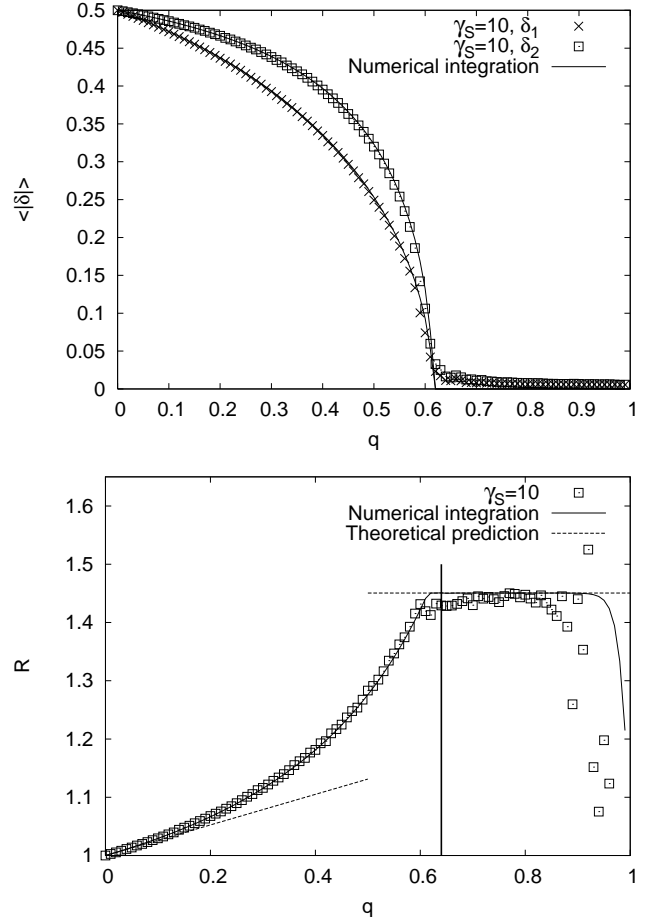 γS=10, δ1
γS=10, δ2
Numerical integration
<|δ|>
0.5
0.45
0.4
0.35
0.3
0.25
0.2
0.15
0.1
0.05
0
0 0.1 0.2 0.3 0.4 0.5 0.6 0.7 0.8 0.9 1
q
γS=10
Numerical integration
Theoretical prediction
R
1.6
1.5
1.4
1.3
1.2
1.1
1
0 0.2 0.4 0.6 0.8 1
q